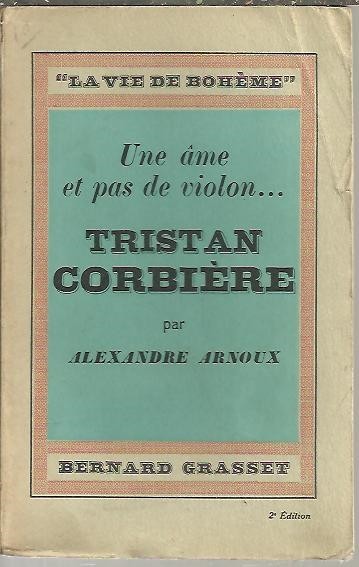 "LA VIE DE BOHÈME"
Une âme
et pas de violon...
TRISTAN
CORBIÈRE
par
ALEXANDRE ARNOUX
BERNARD GRASSET
2e Édition